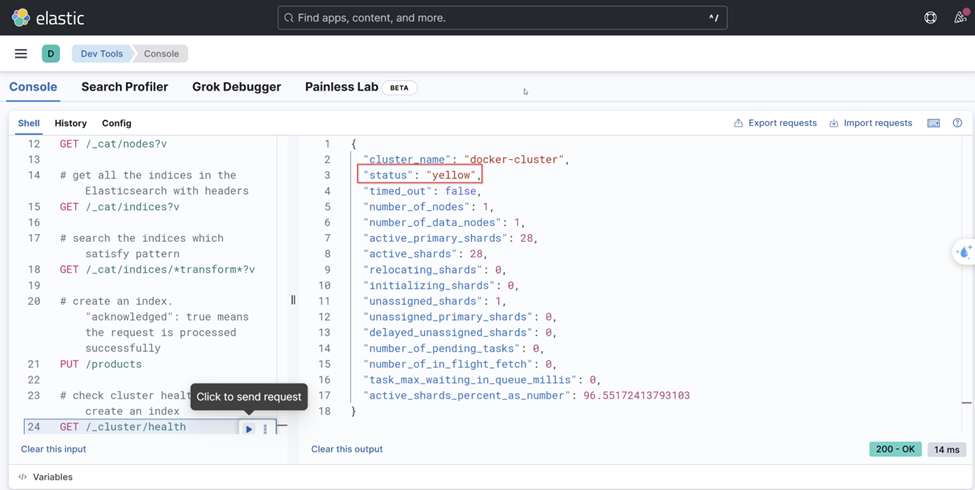 elastic
Find apps, content, and more.
^/
D
Dev Tools
Console
Console
Search Profiler
Grok Debugger
Painless Lab
BETA
Shell
History
Config
Export requests
Import requests
12 GET /_cat/nodes?v
13
14 # get all the indices in the
Elasticsearch with headers
15 GET /_cat/indices?v
16
17 # search the indices which
satisfy pattern
18 GET /_cat/indices/*transform*?v
19
20 # create an index.
"acknowledged": true means
the request is processed
successfully
21 PUT /products
22
23 # check cluster heal
create an index
24 GET /_cluster/health
Click to send request
Clear this input
1 {
2 "cluster_name": "docker-cluster",
3 "status": "yellow",
4 "timed_out": false,
5 "number_of_nodes": 1,
6 "number_of_data_nodes": 1,
7 "active_primary_shards": 28,
8 "active_shards": 28,
9 "relocating_shards": 0,
10 "initializing_shards": 0,
11 "unassigned_shards": 1,
12 "unassigned_primary_shards": 0,
13 "delayed_unassigned_shards": 0,
14 "number_of_pending_tasks": 0,
15 "number_of_in_flight_fetch": 0,
16 "task_max_waiting_in_queue_millis": 0,
17 "active_shards_percent_as_number": 96.55172413793103
18 }
Clear this output
200 - OK
14 ms
Variables